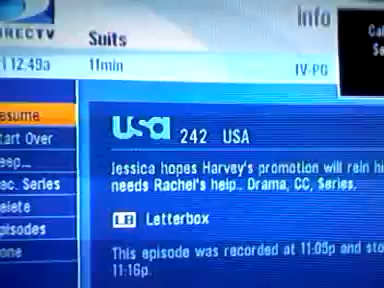 DIRECTV
Suits
Info
12:49a
11min
TV-PG
usa 242 USA
Jessica hopes Harvey's promotion will rein hi
needs Rachel's help.. Drama, CC, Series.
LB Letterbox
This episode was recorded at 11:05p and sto
11:16p.
esume
tart Over
eep...
ec. Series
elete
pisodes
one